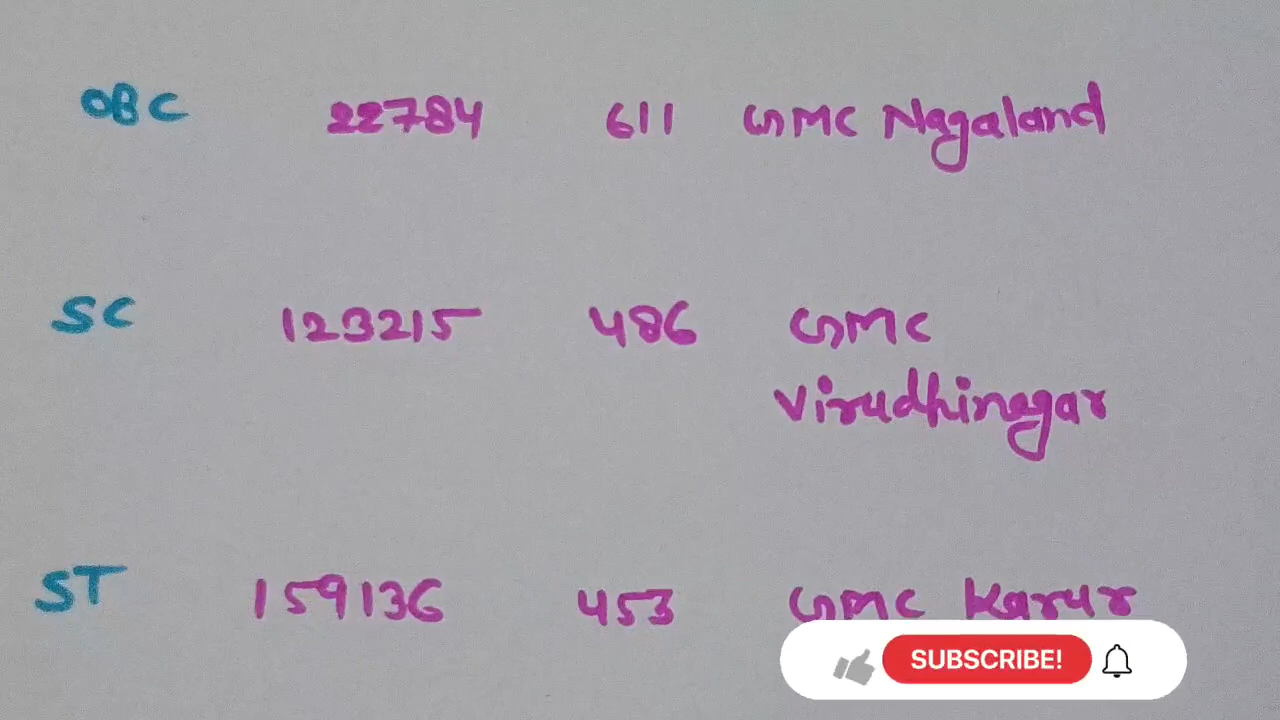 OBC 22784 611 GMC Nagaland
SC 123215 486 GMC
Virudhinagar
ST 159136 453 GMC Karur
SUBSCRIBE!